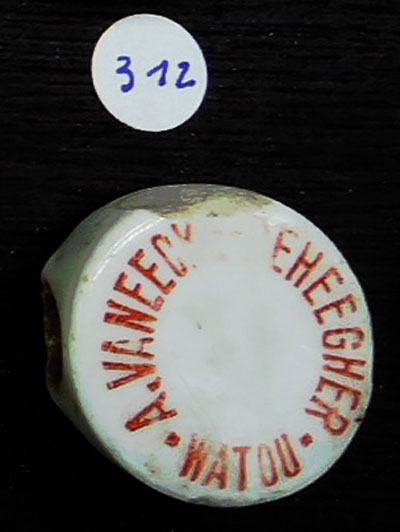 312
A. VANEEC EHEEGHER
• WATOU •